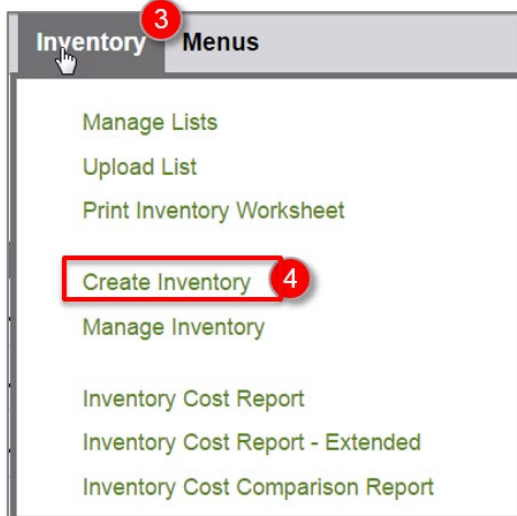 3
Inventory Menus
Manage Lists
Upload List
Print Inventory Worksheet
Create Inventory 4
Manage Inventory
Inventory Cost Report
Inventory Cost Report - Extended
Inventory Cost Comparison Report